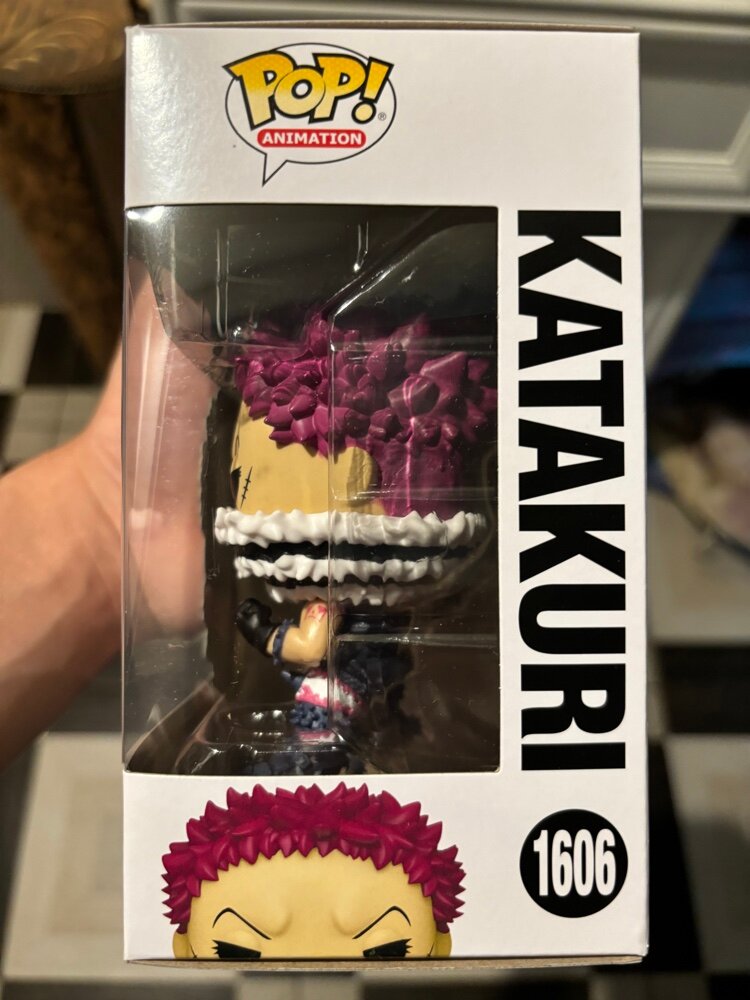 POP!
®
ANIMATION
KATAKURI
1606